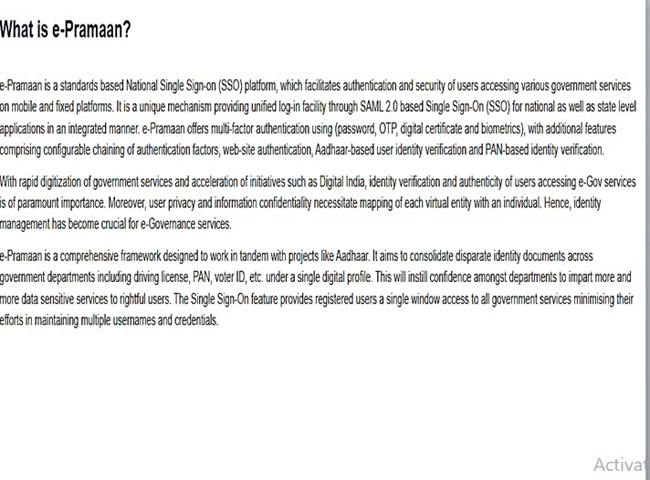 What is e-Pramaan?
e-Pramaan is a standards based National Single Sign-on (SSO) platform, which facilitates authentication and security of users accessing various government services
on mobile and fixed platforms. It is a unique mechanism providing unified log-in facility through SAML 2.0 based Single Sign-On (SSO) for national as well as state level
applications in an integrated manner. e-Pramaan offers multi-factor authentication using (password, OTP, digital certificate and biometrics), with additional features
comprising configurable chaining of authentication factors, web-site authentication, Aadhaar-based user identity verification and PAN-based identity verification.
With rapid digitization of government services and acceleration of initiatives such as Digital India, identity verification and authenticity of users accessing e-Gov services
is of paramount importance. Moreover, user privacy and information confidentiality necessitate mapping of each virtual entity with an individual. Hence, identity
management has become crucial for e-Governance services.
e-Pramaan is a comprehensive framework designed to work in tandem with projects like Aadhaar. It aims to consolidate disparate identity documents across
government departments including driving license, PAN, voter ID, etc. under a single digital profile. This will instill confidence amongst departments to impart more and
more data sensitive services to rightful users. The Single Sign-On feature provides registered users a single window access to all government services minimising their
efforts in maintaining multiple usernames and credentials.
Activat